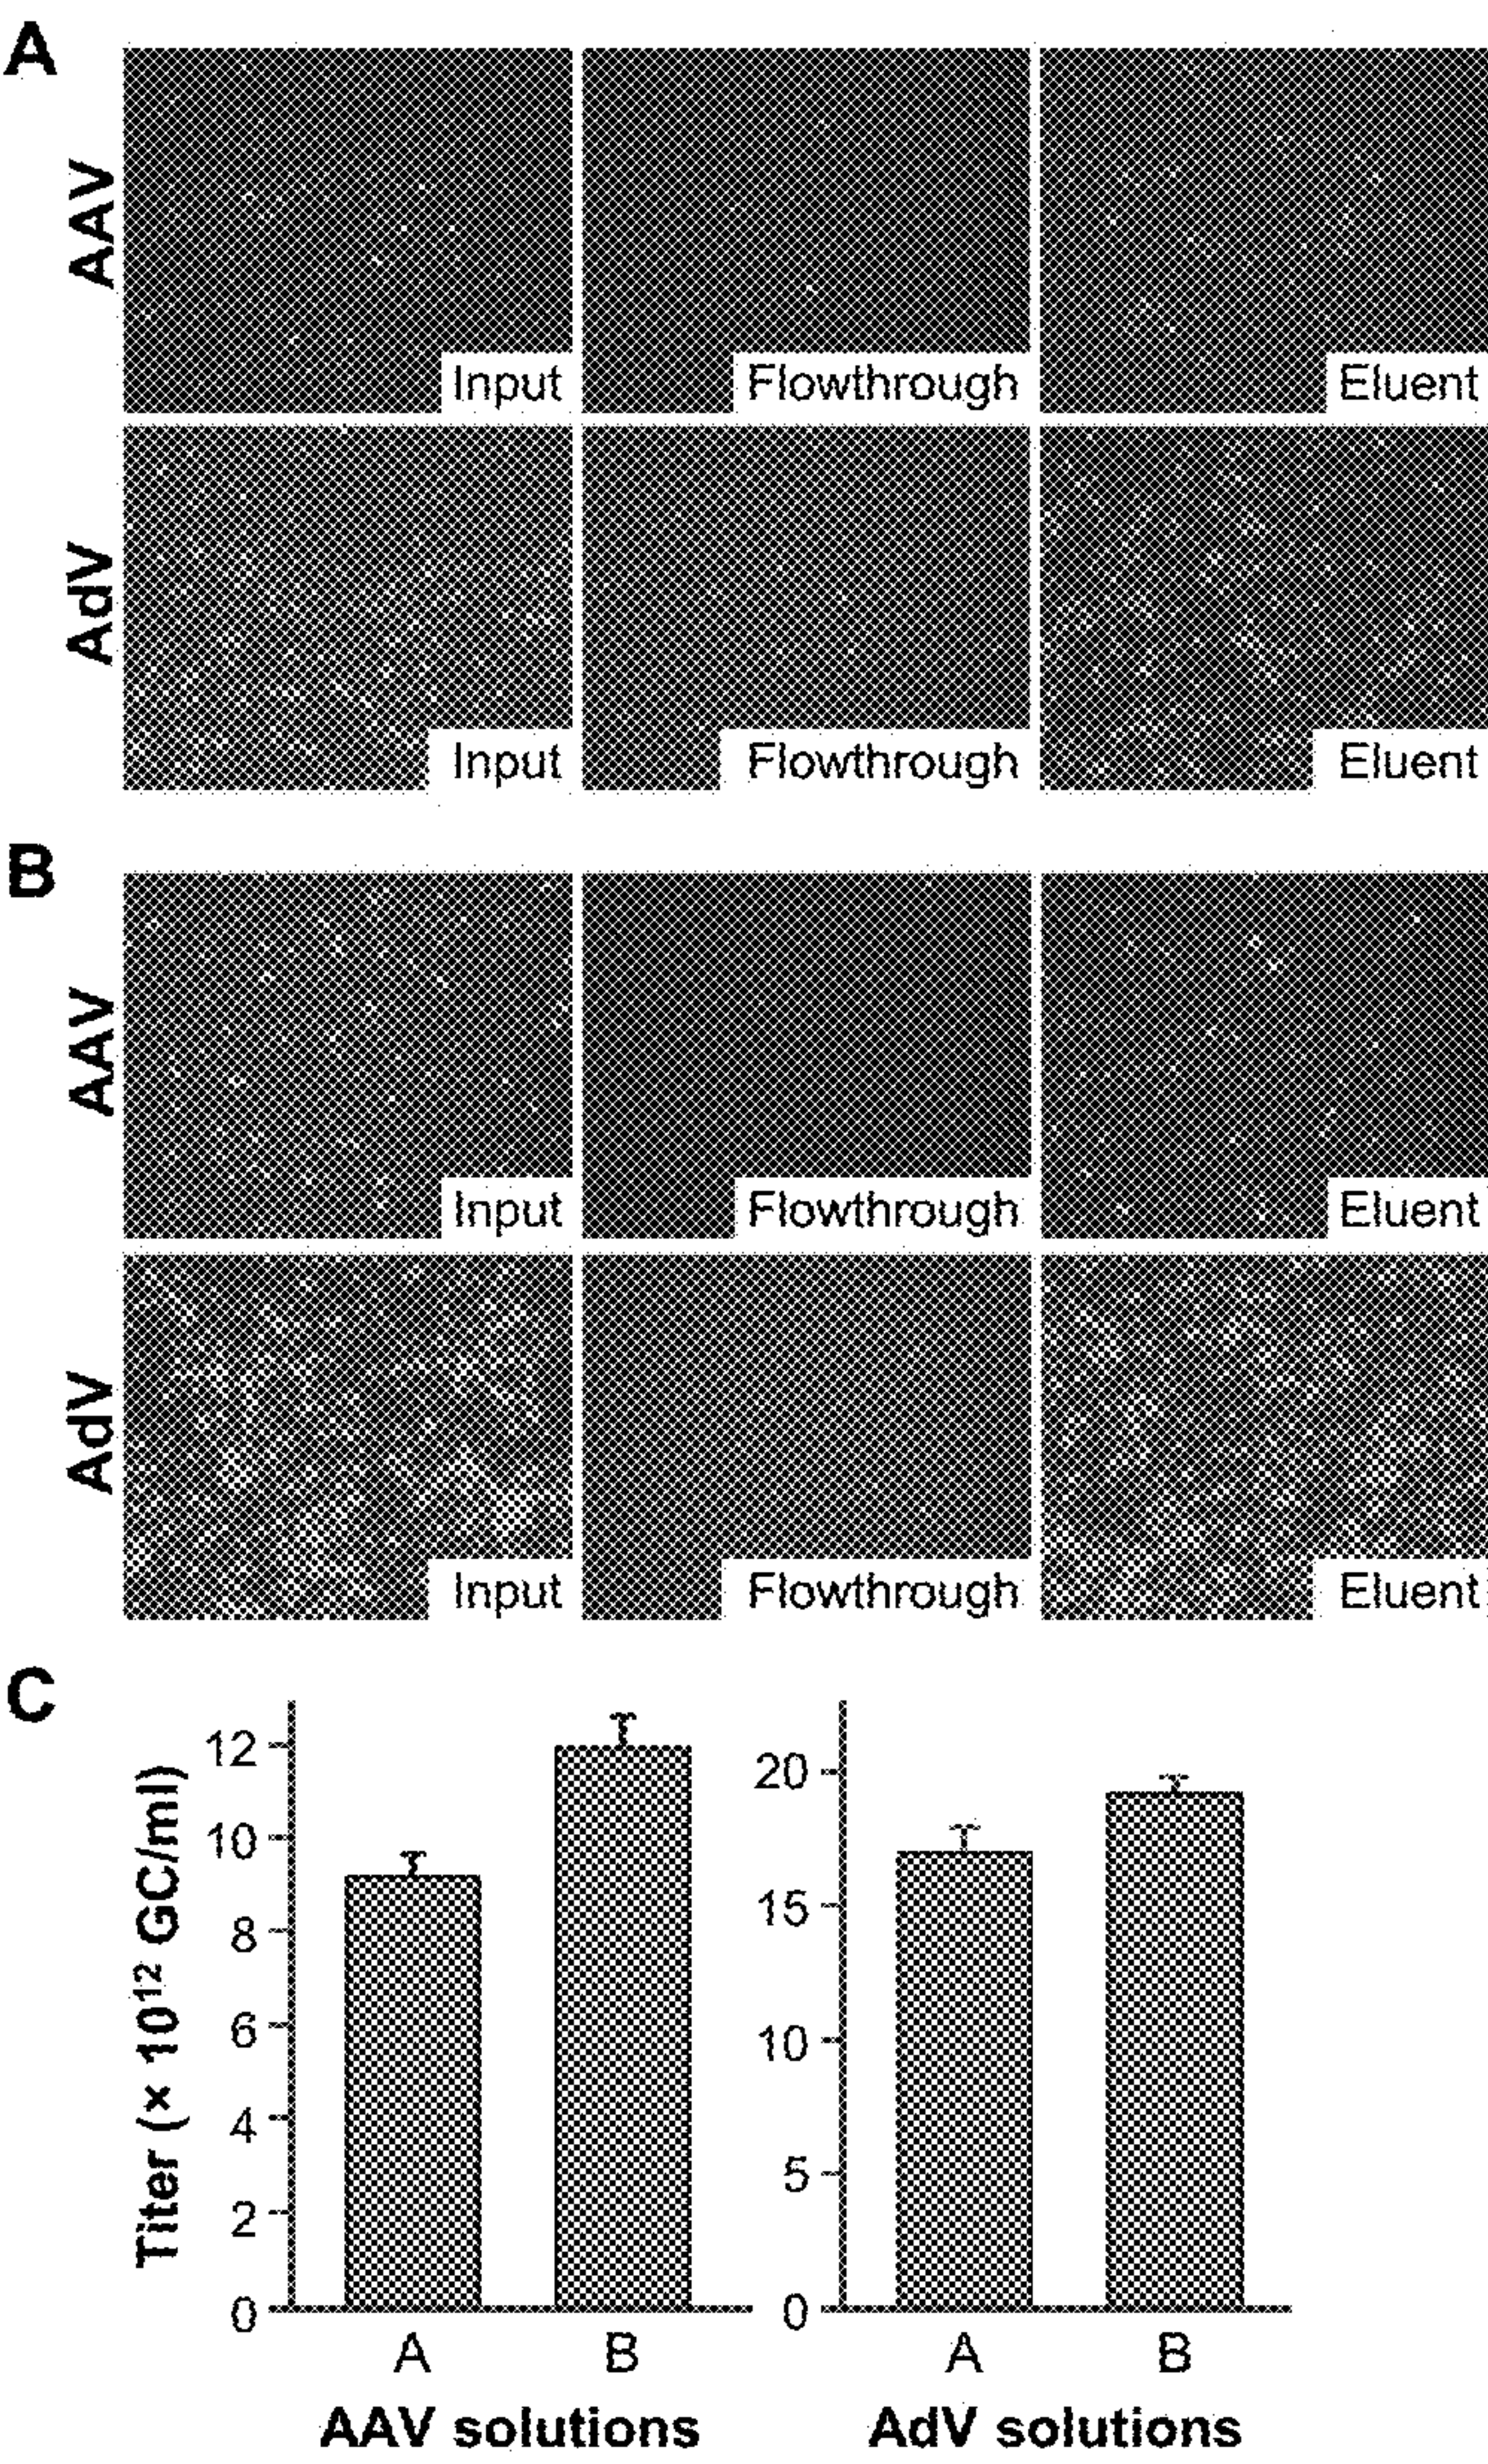 A
AAV
Input
Flowthrough
Eluent
AdV
Input
Flowthrough
Eluent
B
AAV
Input
Flowthrough
Eluent
AdV
Input
Flowthrough
Eluent
C
Titer (× 10¹² GC/ml)
12
10
8
6
4
2
0
A
B
AAV solutions
20
15
10
5
0
A
B
AdV solutions